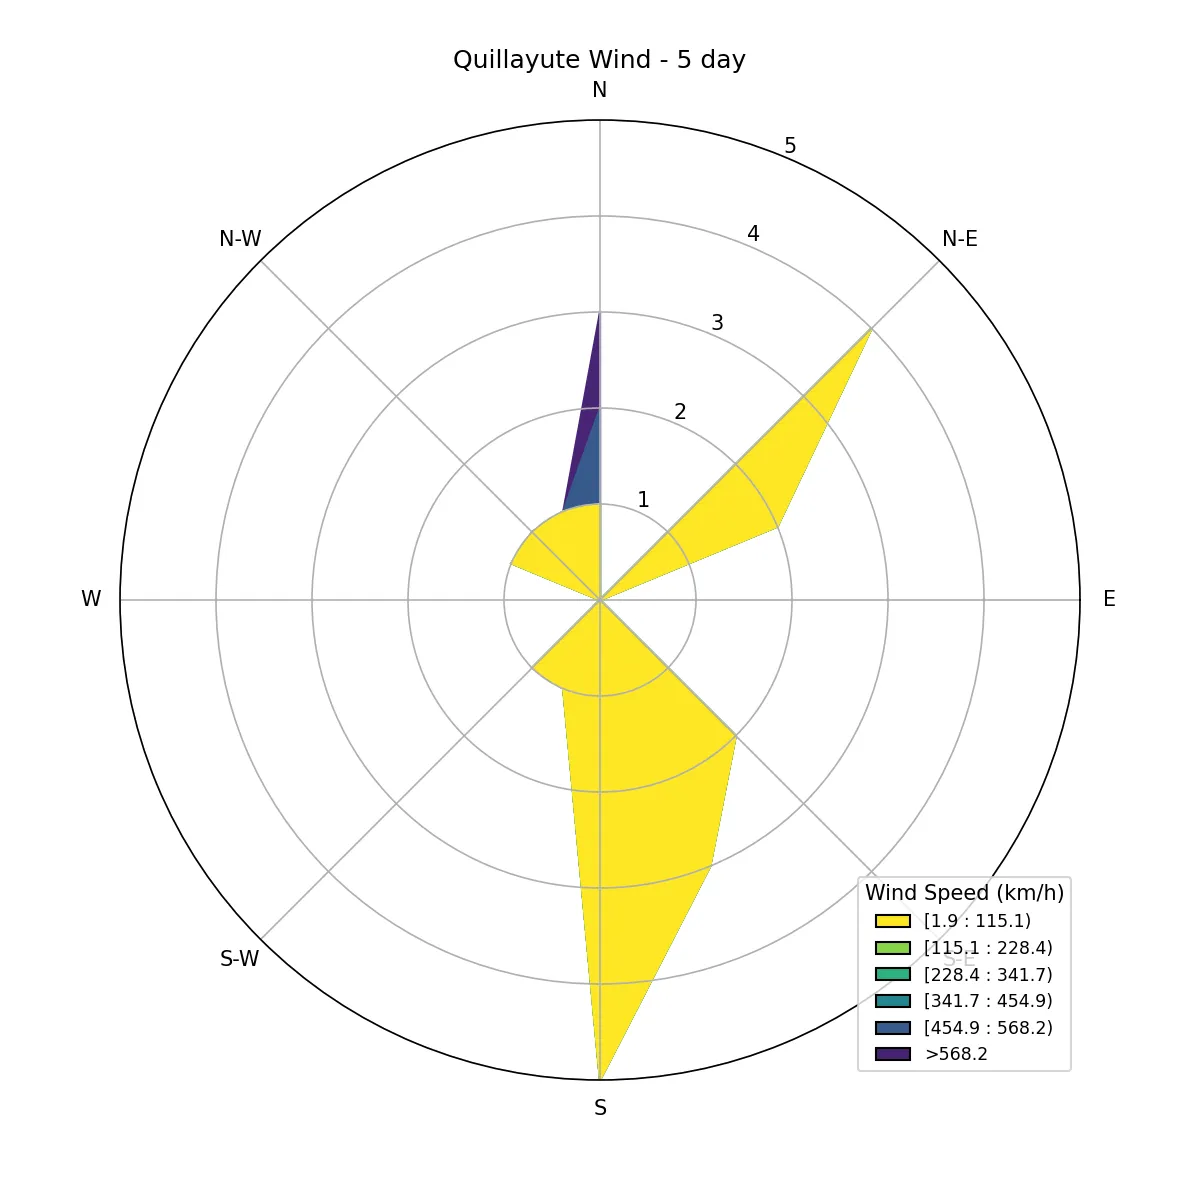 Quillayute Wind - 5 day
N
5
N-W
N-E
4
3
2
1
W
E
S-W
S-E
S
Wind Speed (km/h)
[1.9 : 115.1)
[115.1 : 228.4)
[228.4 : 341.7)
[341.7 : 454.9)
[454.9 : 568.2)
>568.2